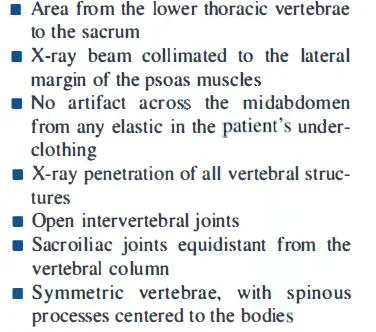 ■ Area from the lower thoracic vertebrae
to the sacrum
■ X-ray beam collimated to the lateral
margin of the psoas muscles
■ No artifact across the midabdomen
from any elastic in the patient's under-
clothing
■ X-ray penetration of all vertebral struc-
tures
■ Open intervertebral joints
■ Sacroiliac joints equidistant from the
vertebral column
■ Symmetric vertebrae, with spinous
processes centered to the bodies